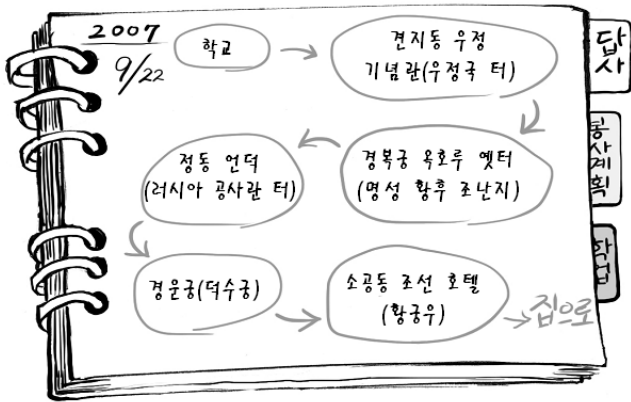 2007
9/22
학교
견지동 우정
기념관(우정국 터)
경복궁 옥호루 옛터
(명성 황후 조난지)
정동 언덕
(러시아 공사관 터)
경운궁(덕수궁)
소공동 조선 호텔
(황궁우)
집으로
답사
봉사계획
학업